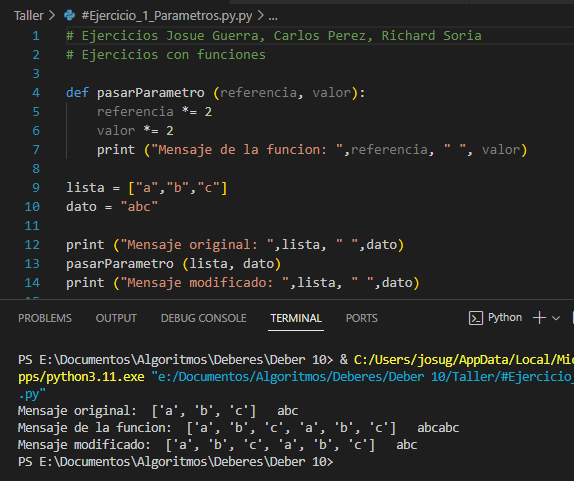 Taller > #Ejercicio_1_Parametros.py.py > ...
1 # Ejercicios Josue Guerra, Carlos Perez, Richard Soria
2 # Ejercicios con funciones
3
4 def pasarParametro (referencia, valor):
5 referencia *= 2
6 valor *= 2
7 print ("Mensaje de la funcion: ",referencia, " ", valor)
8
9 lista = ["a","b","c"]
10 dato = "abc"
11
12 print ("Mensaje original: ",lista, " ",dato)
13 pasarParametro (lista, dato)
14 print ("Mensaje modificado: ",lista, " ",dato)
PROBLEMS OUTPUT DEBUG CONSOLE TERMINAL PORTS Python
PS E:\Documentos\Algoritmos\Deberes\Deber 10> & C:/Users/josug/AppData/Local/Mic
pps/python3.11.exe "e:/Documentos/Algoritmos/Deberes/Deber 10/Taller/#Ejercicio_
.py"
Mensaje original:  ['a', 'b', 'c']   abc
Mensaje de la funcion:  ['a', 'b', 'c', 'a', 'b', 'c']   abcabc
Mensaje modificado:  ['a', 'b', 'c', 'a', 'b', 'c']   abc
PS E:\Documentos\Algoritmos\Deberes\Deber 10>